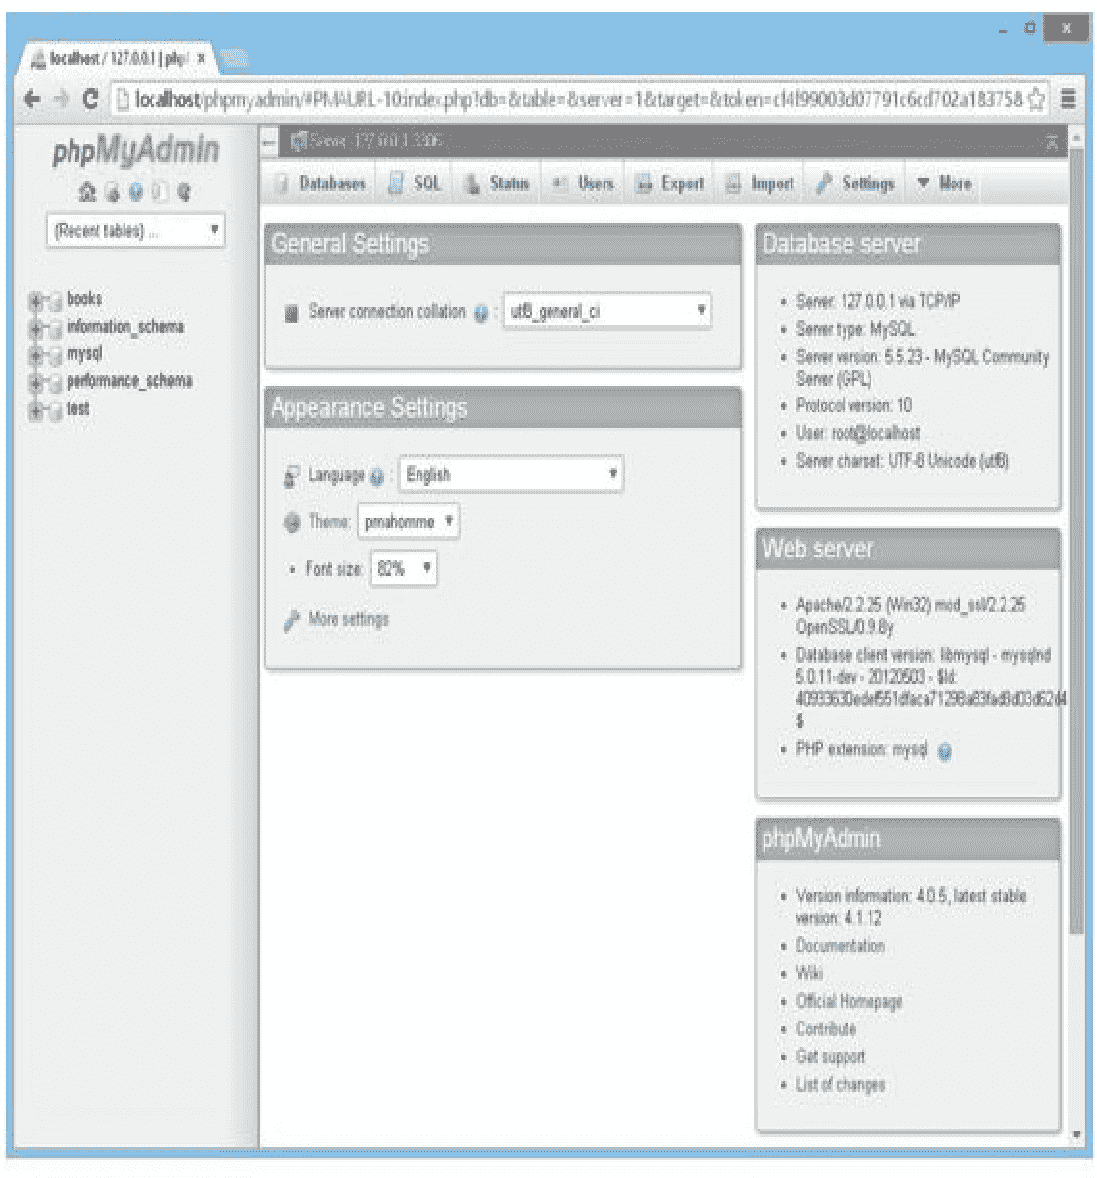 localhost / 127.0.0.1 | php
localhost/phpmyadmin/#PMAURL-10:index.php?db=&table=&server=1&target=&token=
phpMyAdmin
(Recent tables) ...
books
information_schema
mysql
performance_schema
test
Server: 127.0.0.1:3306
Databases SQL Status Users Export Import Settings More
General Settings
Server connection collation : utf8_general_ci
Appearance Settings
Language : English
Theme: pmahomme
Font size: 82%
More settings
Database server
Server: 127.0.0.1 via TCP/IP
Server type: MySQL
Server version: 5.5.23 - MySQL Community
Server (GPL)
Protocol version: 10
User: root@localhost
Server charset: UTF-8 Unicode (utf8)
Web server
Apache/2.2.25 (Win32) mod_ssl/2.2.25
OpenSSL/0.9.8y
Database client version: libmysql - mysqlnd
5.0.11-dev - 20120503 - $Id:
$
PHP extension: mysql
phpMyAdmin
Version information: 4.0.5, latest stable
version: 4.1.12
Documentation
Wiki
Official Homepage
Contribute
Get support
List of changes